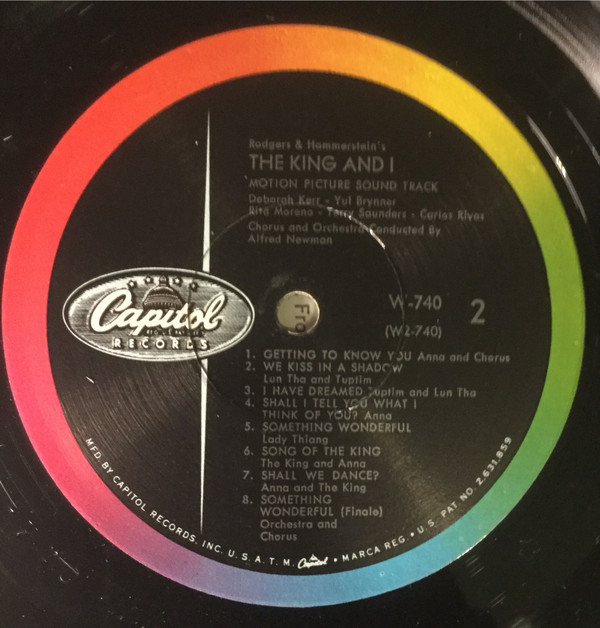 Rodgers & Hammerstein's
THE KING AND I
MOTION PICTURE SOUND TRACK
Deborah Kerr - Yul Brynner
Rita Moreno - Terry Saunders - Carlos Rivas
Chorus and Orchestra Conducted By
Alfred Newman
Capitol
RECORDS
W-740
(W2-740)
2
Fro
1. GETTING TO KNOW YOU Anna and Chorus
2. WE KISS IN A SHADOW
Lun Tha and Tuptim
3. I HAVE DREAMED Tuptim and Lun Tha
4. SHALL I TELL YOU WHAT I
THINK OF YOU? Anna
5. SOMETHING WONDERFUL
Lady Thiang
6. SONG OF THE KING
The King and Anna
7. SHALL WE DANCE?
Anna and The King
8. SOMETHING
WONDERFUL (Finale)
Orchestra and
Chorus
MFD. BY CAPITOL RECORDS, INC. U.S.A. T.M. Capitol • MARCA REG. • U.S. PAT. NO. 2,631,859